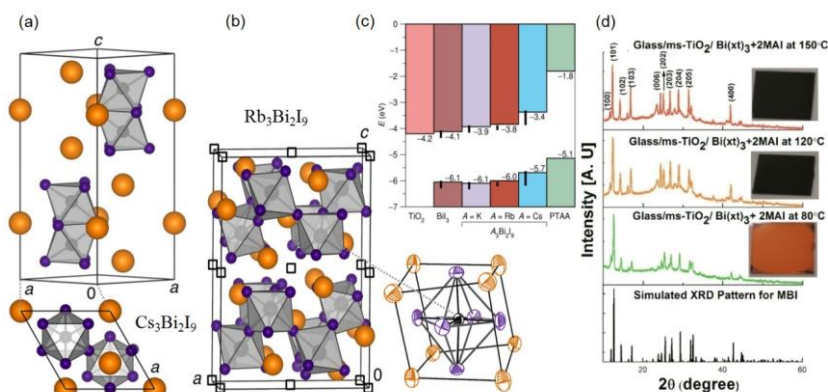 (a)
c
a
0
a
Cs₃Bi₂I₉
(b)
Rb₃Bi₂I₉
c
a
0
(c)
E (eV)
0
−1
−2
−3
−4
−5
−6
−7
−4.2
−4.1
−3.9
−3.8
−3.4
−1.8
−6.1
−6.1
−6.0
−5.7
−5.1
TiO₂ BiI₃ A = K A = Rb A = Cs PTAA
A₃Bi₂I₉
(d)
Intensity [A. U]
Glass/ms-TiO₂/ Bi(xt)₃+2MAI at 150°C
(100)
(101)
(102)
(103)
(006)
(202)
(203)
(204)
(205)
(400)
Glass/ms-TiO₂/ Bi(xt)₃+2MAI at 120°C
Glass/ms-TiO₂/ Bi(xt)₃+ 2MAI at 80°C
Simulated XRD Pattern for MBI
20 40 60
2θ (degree)